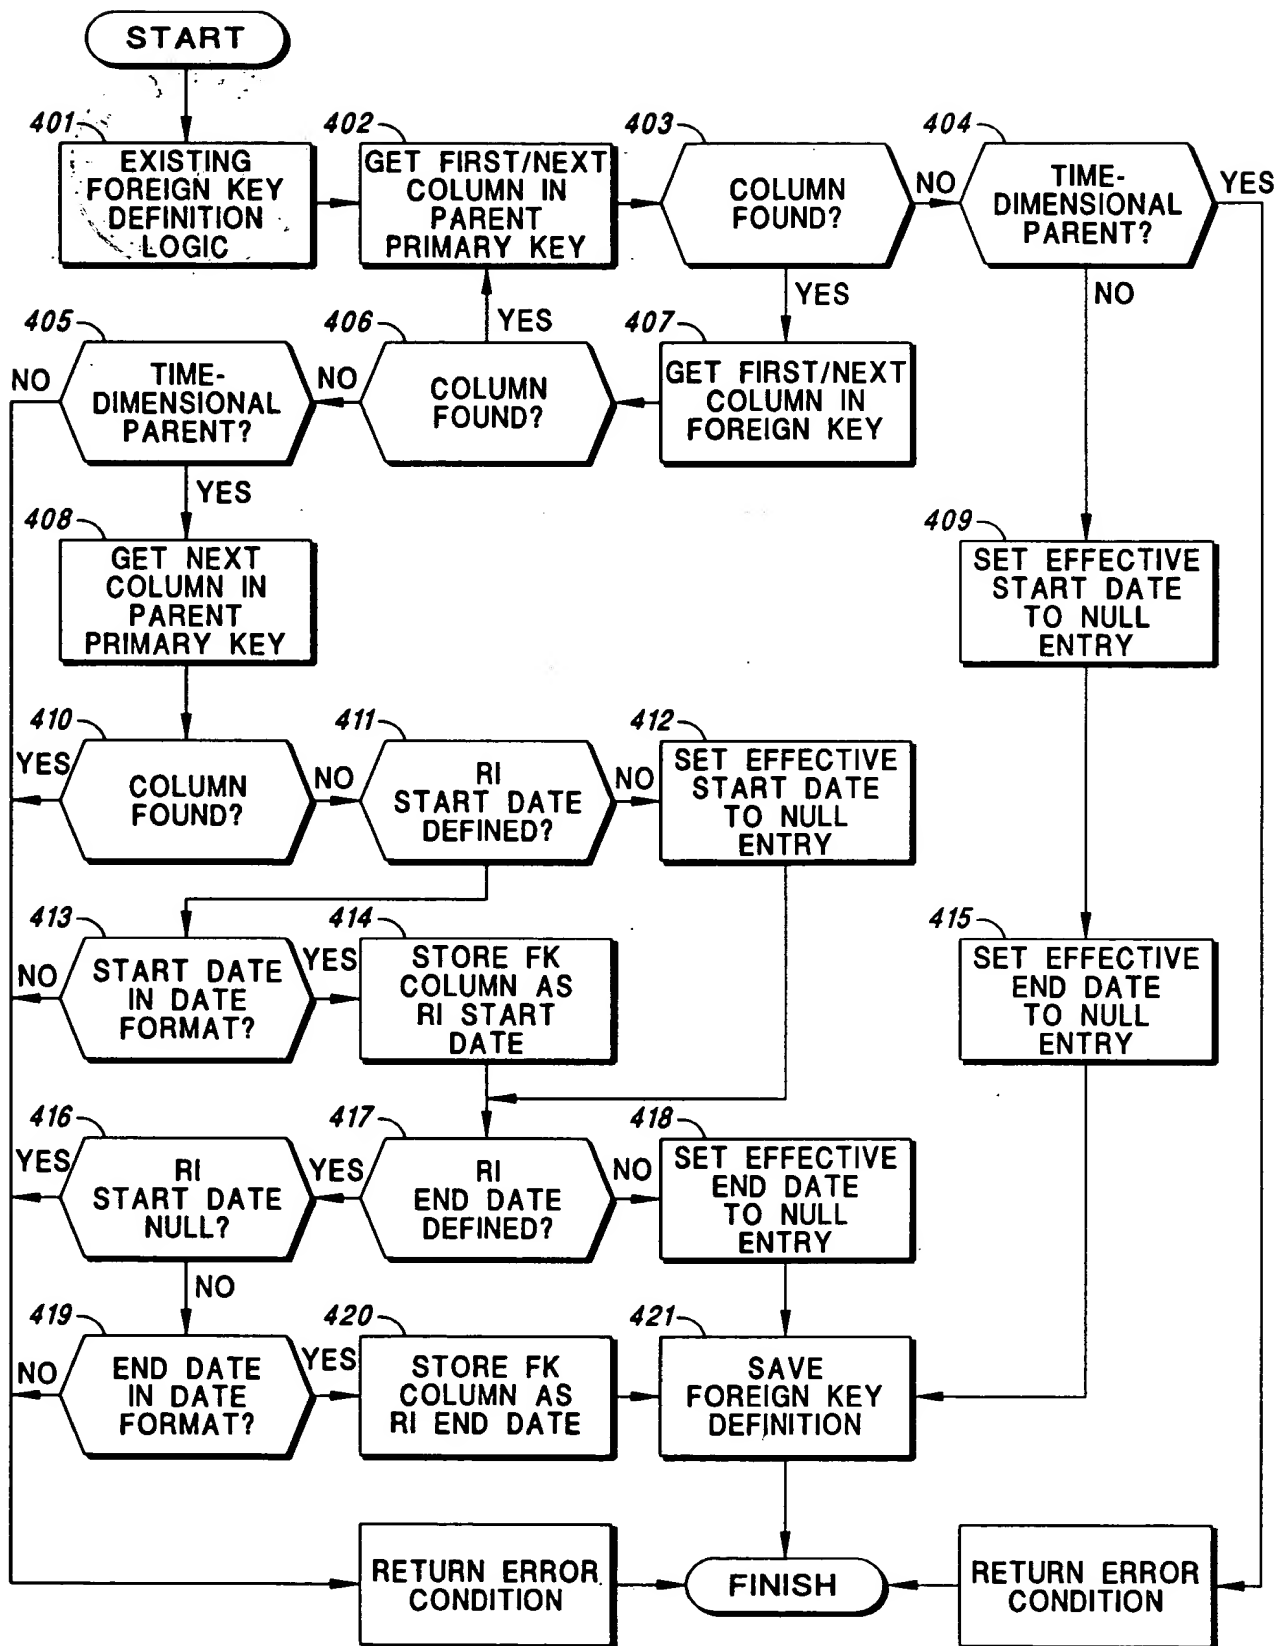 START
401
EXISTING
FOREIGN KEY
DEFINITION
LOGIC
402
GET FIRST/NEXT
COLUMN IN
PARENT
PRIMARY KEY
403
COLUMN
FOUND?
NO
404
TIME-
DIMENSIONAL
PARENT?
YES
YES
NO
405
NO
TIME-
DIMENSIONAL
PARENT?
NO
406
YES
COLUMN
FOUND?
407
GET FIRST/NEXT
COLUMN IN
FOREIGN KEY
YES
408
GET NEXT
COLUMN IN
PARENT
PRIMARY KEY
409
SET EFFECTIVE
START DATE
TO NULL
ENTRY
410
YES
COLUMN
FOUND?
NO
411
RI
START DATE
DEFINED?
NO
412
SET EFFECTIVE
START DATE
TO NULL
ENTRY
413
NO
START DATE
IN DATE
FORMAT?
YES
414
STORE FK
COLUMN AS
RI START
DATE
415
SET EFFECTIVE
END DATE
TO NULL
ENTRY
416
YES
RI
START DATE
NULL?
YES
417
RI
END DATE
DEFINED?
NO
418
SET EFFECTIVE
END DATE
TO NULL
ENTRY
NO
419
NO
END DATE
IN DATE
FORMAT?
YES
420
STORE FK
COLUMN AS
RI END DATE
421
SAVE
FOREIGN KEY
DEFINITION
RETURN ERROR
CONDITION
FINISH
RETURN ERROR
CONDITION